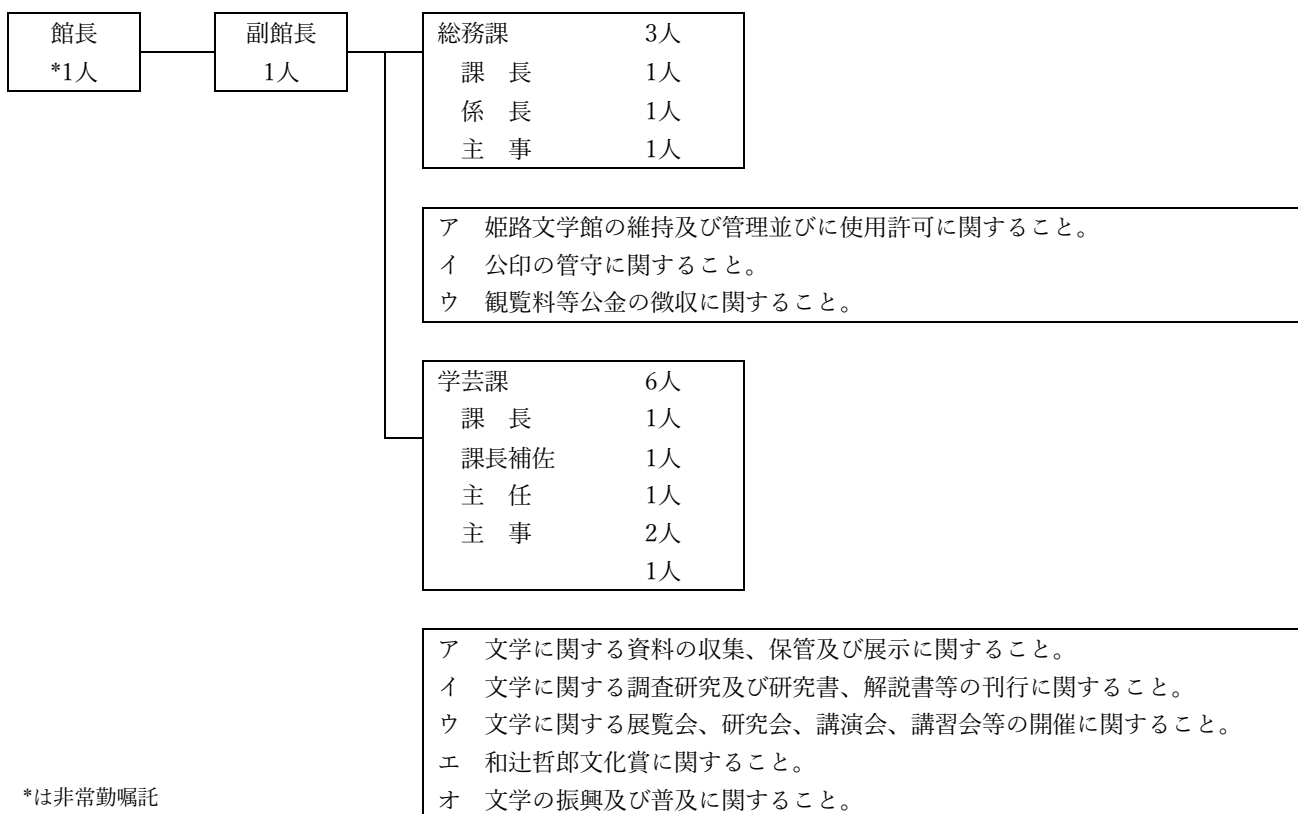 館長
*1人
副館長
1人
総務課 3人
課 長 1人
係 長 1人
主 事 1人
ア 姫路文学館の維持及び管理並びに使用許可に関すること。
イ 公印の管守に関すること。
ウ 観覧料等公金の徴収に関すること。
学芸課 6人
課 長 1人
課長補佐 1人
主 任 1人
主 事 2人
1人
ア 文学に関する資料の収集、保管及び展示に関すること。
イ 文学に関する調査研究及び研究書、解説書等の刊行に関すること。
ウ 文学に関する展覧会、研究会、講演会、講習会等の開催に関すること。
エ 和辻哲郎文化賞に関すること。
オ 文学の振興及び普及に関すること。
*は非常勤嘱託